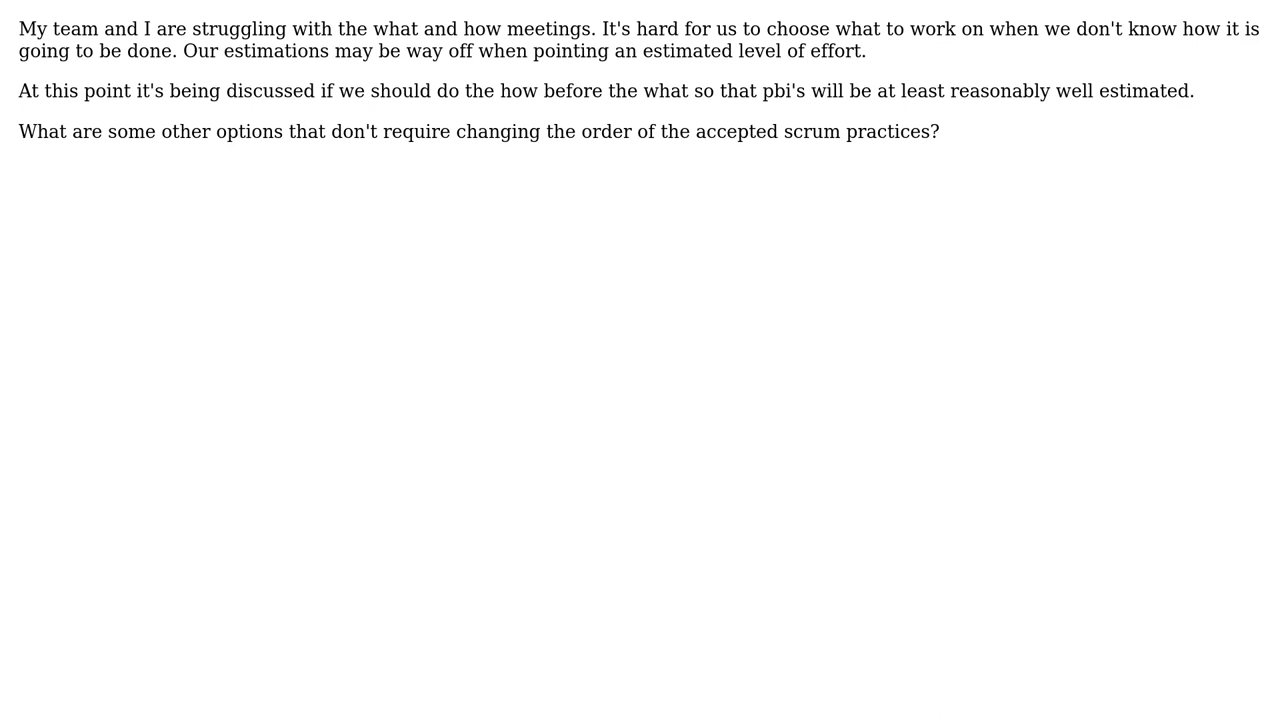 My team and I are struggling with the what and how meetings. It's hard for us to choose what to work on when we don't know how it is
going to be done. Our estimations may be way off when pointing an estimated level of effort.
At this point it's being discussed if we should do the how before the what so that pbi's will be at least reasonably well estimated.
What are some other options that don't require changing the order of the accepted scrum practices?